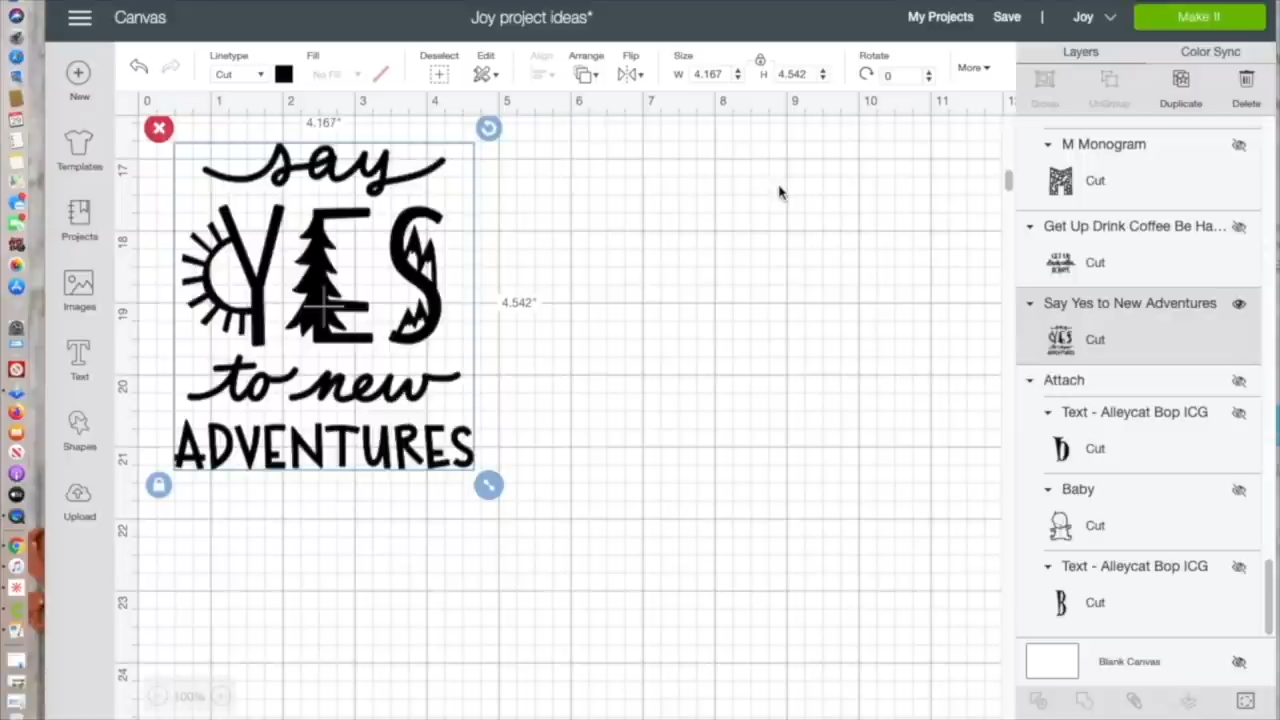 Canvas
Joy project ideas*
My Projects
Save
|
Joy
Make It
Linetype
Cut
Fill
No Fill
Deselect
Edit
Align
Arrange
Flip
Size
W 4.167
H 4.542
Rotate
0
More
Layers
Color Sync
Group
UnGroup
Duplicate
Delete
New
Templates
Projects
Images
Text
Shapes
Upload
0 1 2 3 4 5 6 7 8 9 10 11
17
18
19
20
21
22
23
24
4.167"
4.542"
say
YES
to new
ADVENTURES
100%
M Monogram
Cut
Get Up Drink Coffee Be Ha...
Cut
Say Yes to New Adventures
Cut
Attach
Text - Alleycat Bop ICG
Cut
Baby
Cut
Text - Alleycat Bop ICG
Cut
Blank Canvas